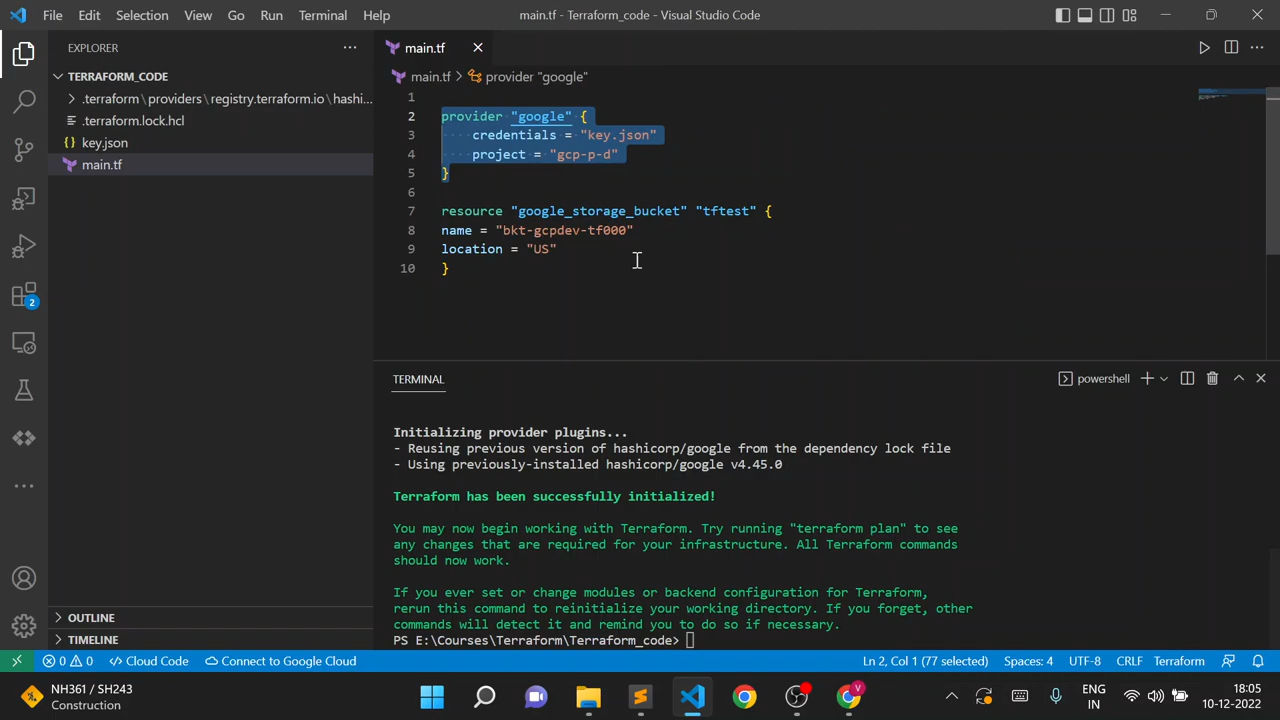 File Edit Selection View Go Run Terminal Help
main.tf - Terraform_code - Visual Studio Code
EXPLORER
TERRAFORM_CODE
.terraform\providers\registry.terraform.io\hashi...
.terraform.lock.hcl
{} key.json
main.tf
OUTLINE
TIMELINE
2
main.tf
main.tf > provider "google"
1
2 provider "google" {
3 credentials = "key.json"
4 project = "gcp-p-d"
5 }
6
7 resource "google_storage_bucket" "tftest" {
8 name = "bkt-gcpdev-tf000"
9 location = "US"
10 }
TERMINAL
powershell
Initializing provider plugins...
- Reusing previous version of hashicorp/google from the dependency lock file
- Using previously-installed hashicorp/google v4.45.0
Terraform has been successfully initialized!
You may now begin working with Terraform. Try running "terraform plan" to see
any changes that are required for your infrastructure. All Terraform commands
should now work.
If you ever set or change modules or backend configuration for Terraform,
rerun this command to reinitialize your working directory. If you forget, other
commands will detect it and remind you to do so if necessary.
PS E:\Courses\Terraform\Terraform_code>
0 0 Cloud Code Connect to Google Cloud
Ln 2, Col 1 (77 selected) Spaces: 4 UTF-8 CRLF Terraform
NH361 / SH243
Construction
V
ENG
IN
18:05
10-12-2022